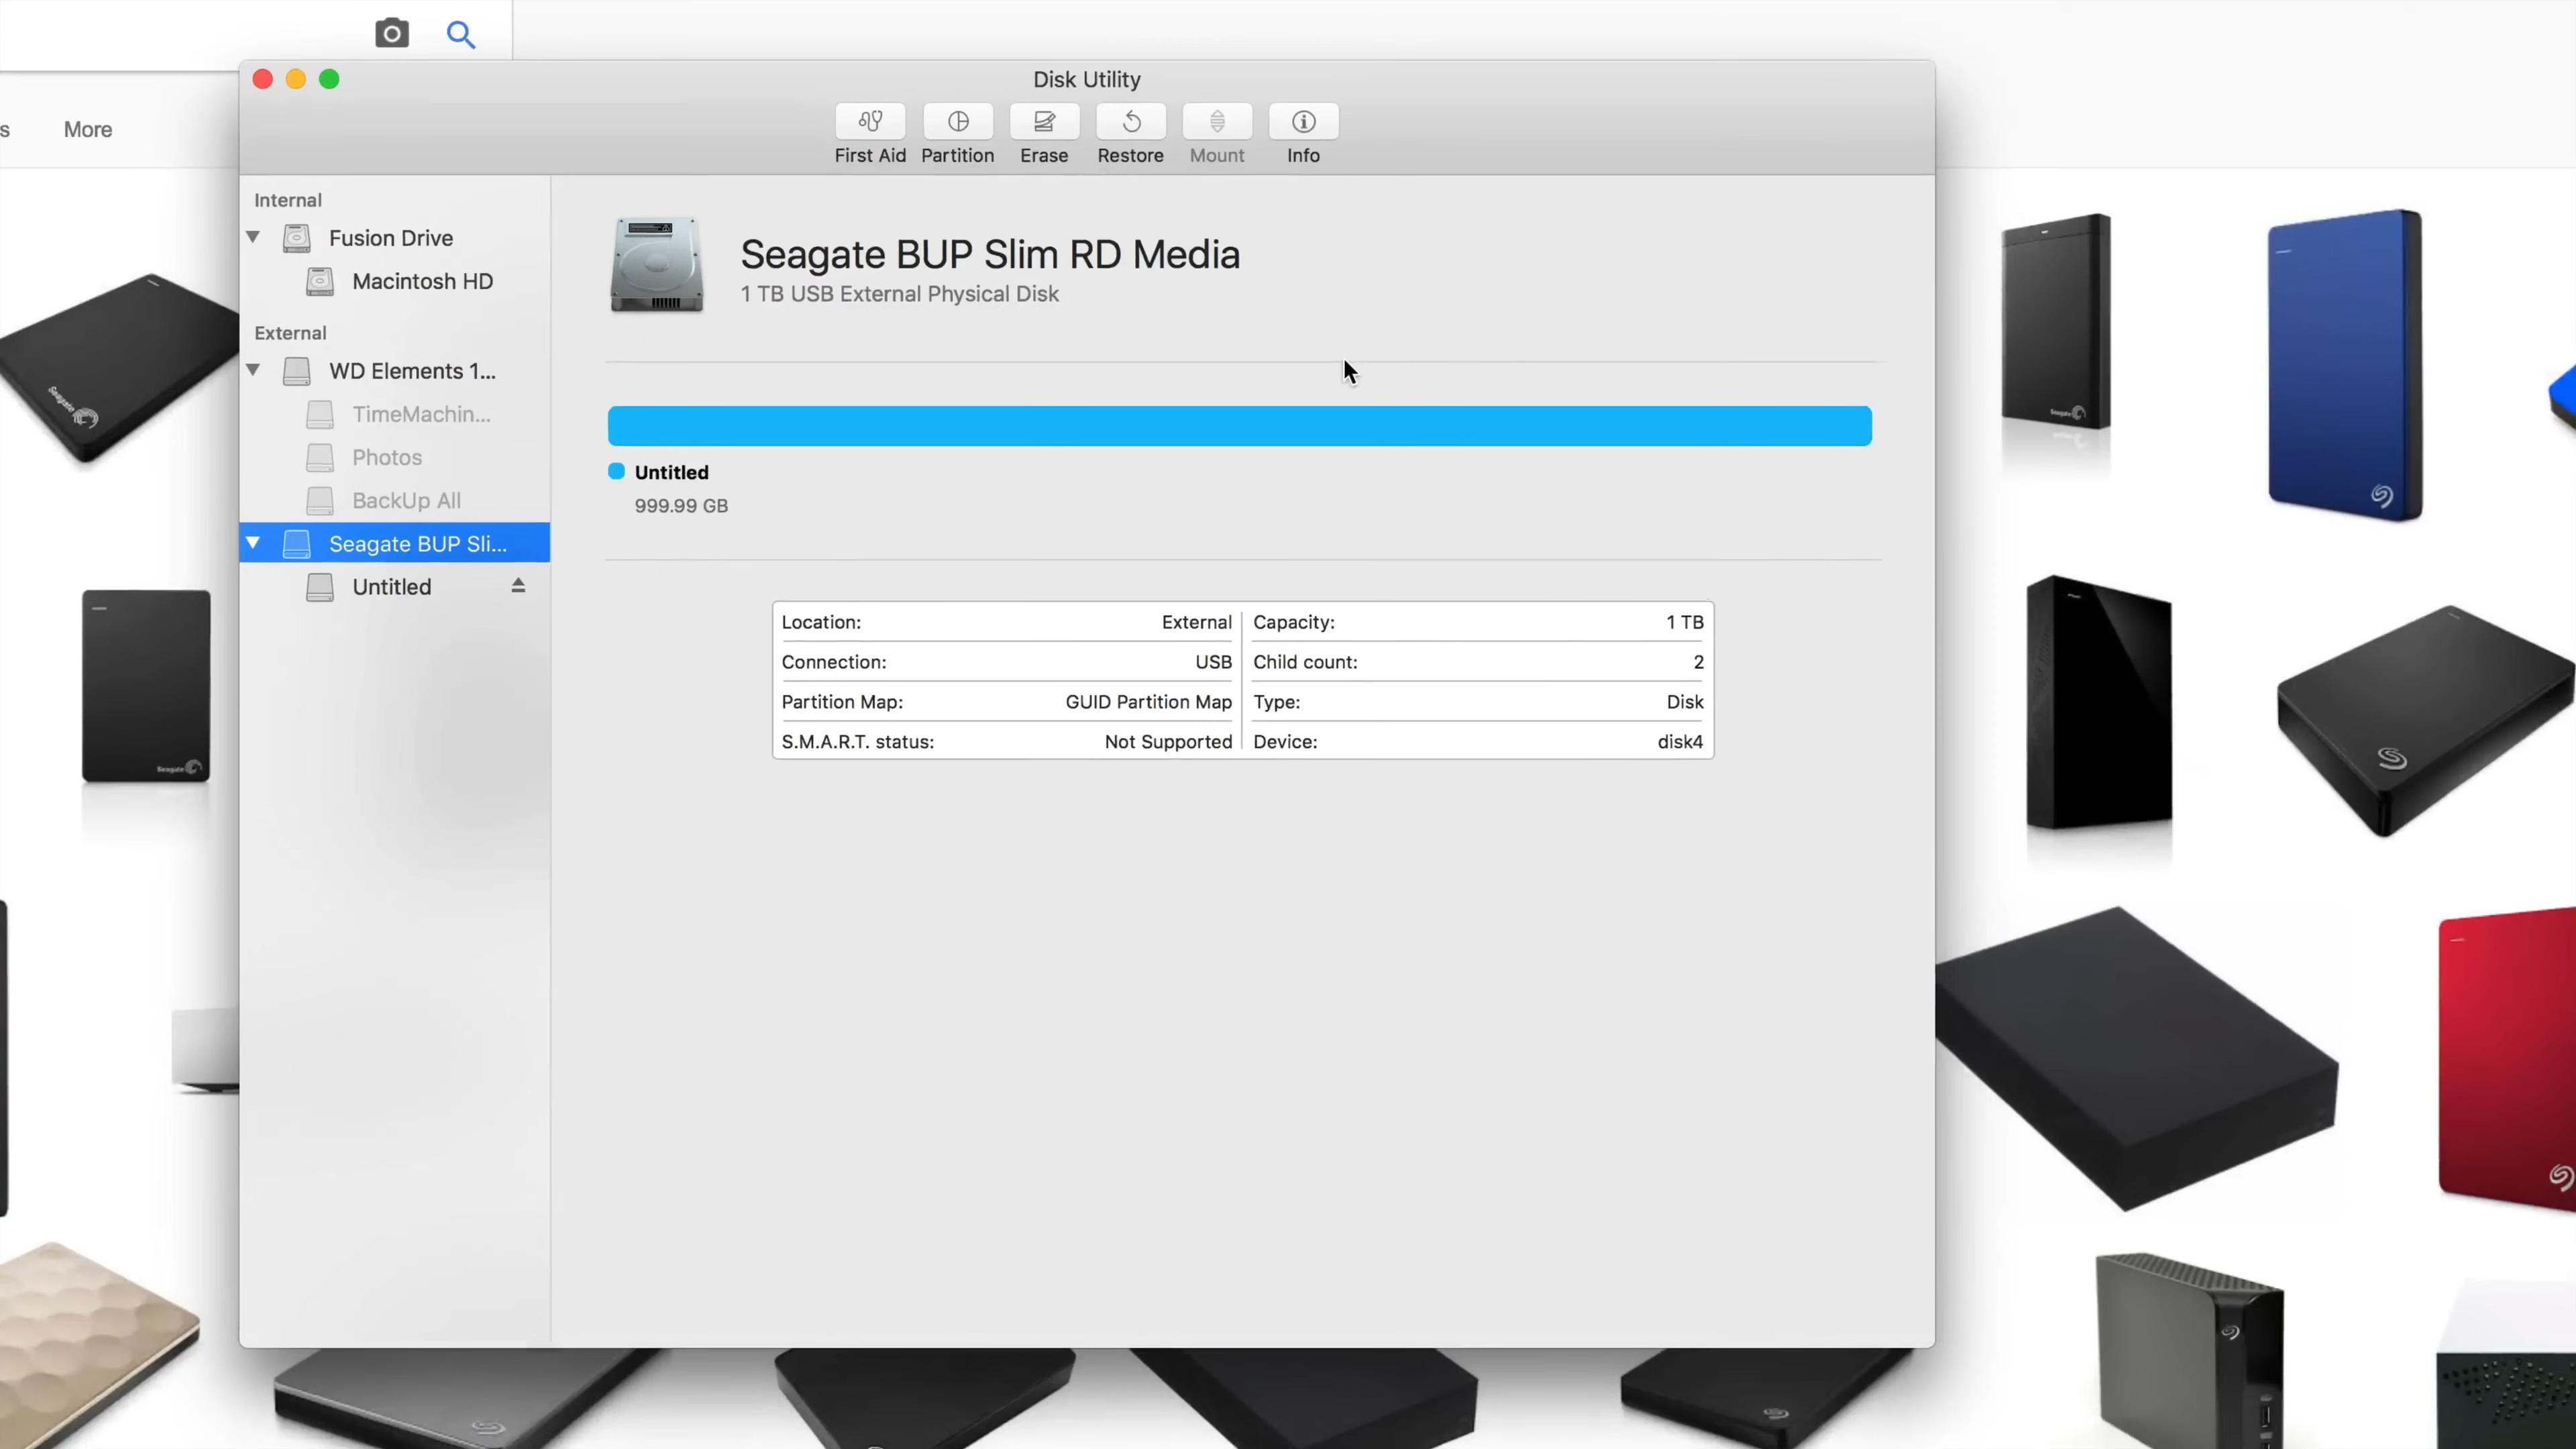 s
More
Disk Utility
First Aid
Partition
Erase
Restore
Mount
Info
Internal
Fusion Drive
Macintosh HD
External
WD Elements 1...
TimeMachin...
Photos
BackUp All
Seagate BUP Sli...
Untitled
Seagate BUP Slim RD Media
1 TB USB External Physical Disk
Untitled
999.99 GB
Location: External
Capacity: 1 TB
Connection: USB
Child count: 2
Partition Map: GUID Partition Map
Type: Disk
S.M.A.R.T. status: Not Supported
Device: disk4
Seagate
Seagate
Seagate